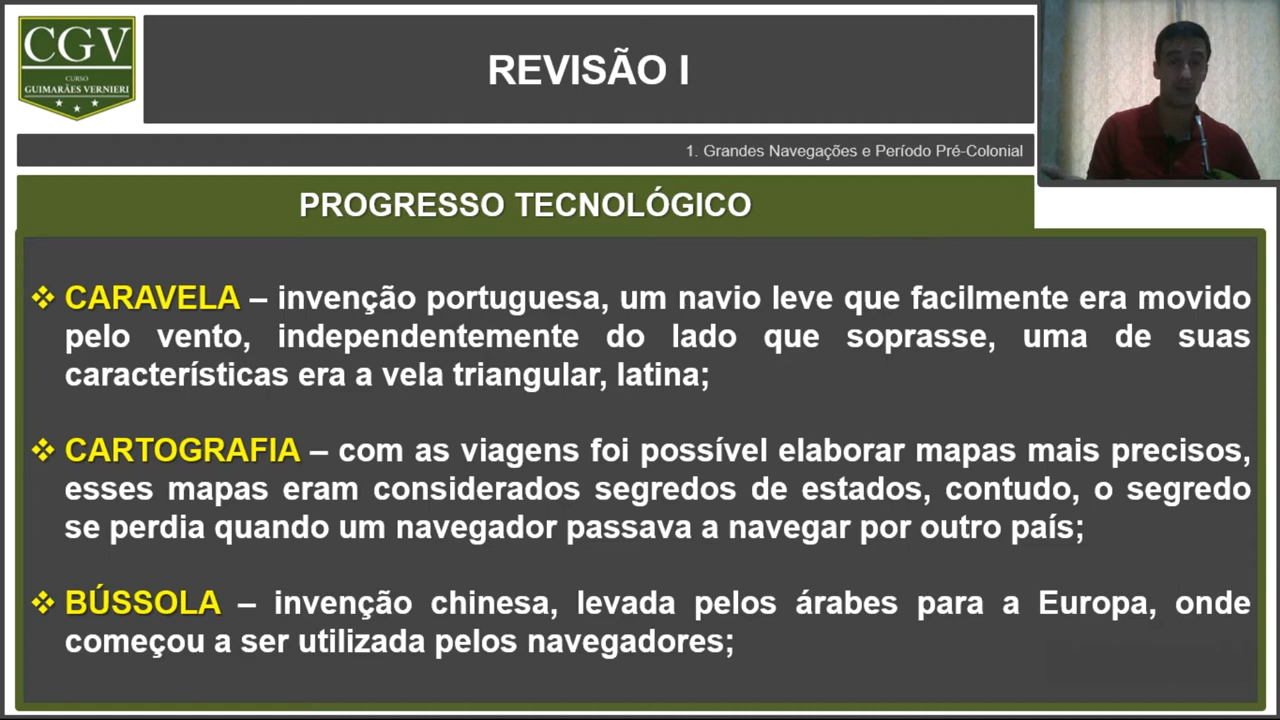 CGV
CURSO
GUIMARÃES VERNIERI
REVISÃO I
1. Grandes Navegações e Período Pré-Colonial
PROGRESSO TECNOLÓGICO
❖ CARAVELA – invenção portuguesa, um navio leve que facilmente era movido
pelo vento, independentemente do lado que soprasse, uma de suas
características era a vela triangular, latina;
❖ CARTOGRAFIA – com as viagens foi possível elaborar mapas mais precisos,
esses mapas eram considerados segredos de estados, contudo, o segredo
se perdia quando um navegador passava a navegar por outro país;
❖ BÚSSOLA – invenção chinesa, levada pelos árabes para a Europa, onde
começou a ser utilizada pelos navegadores;